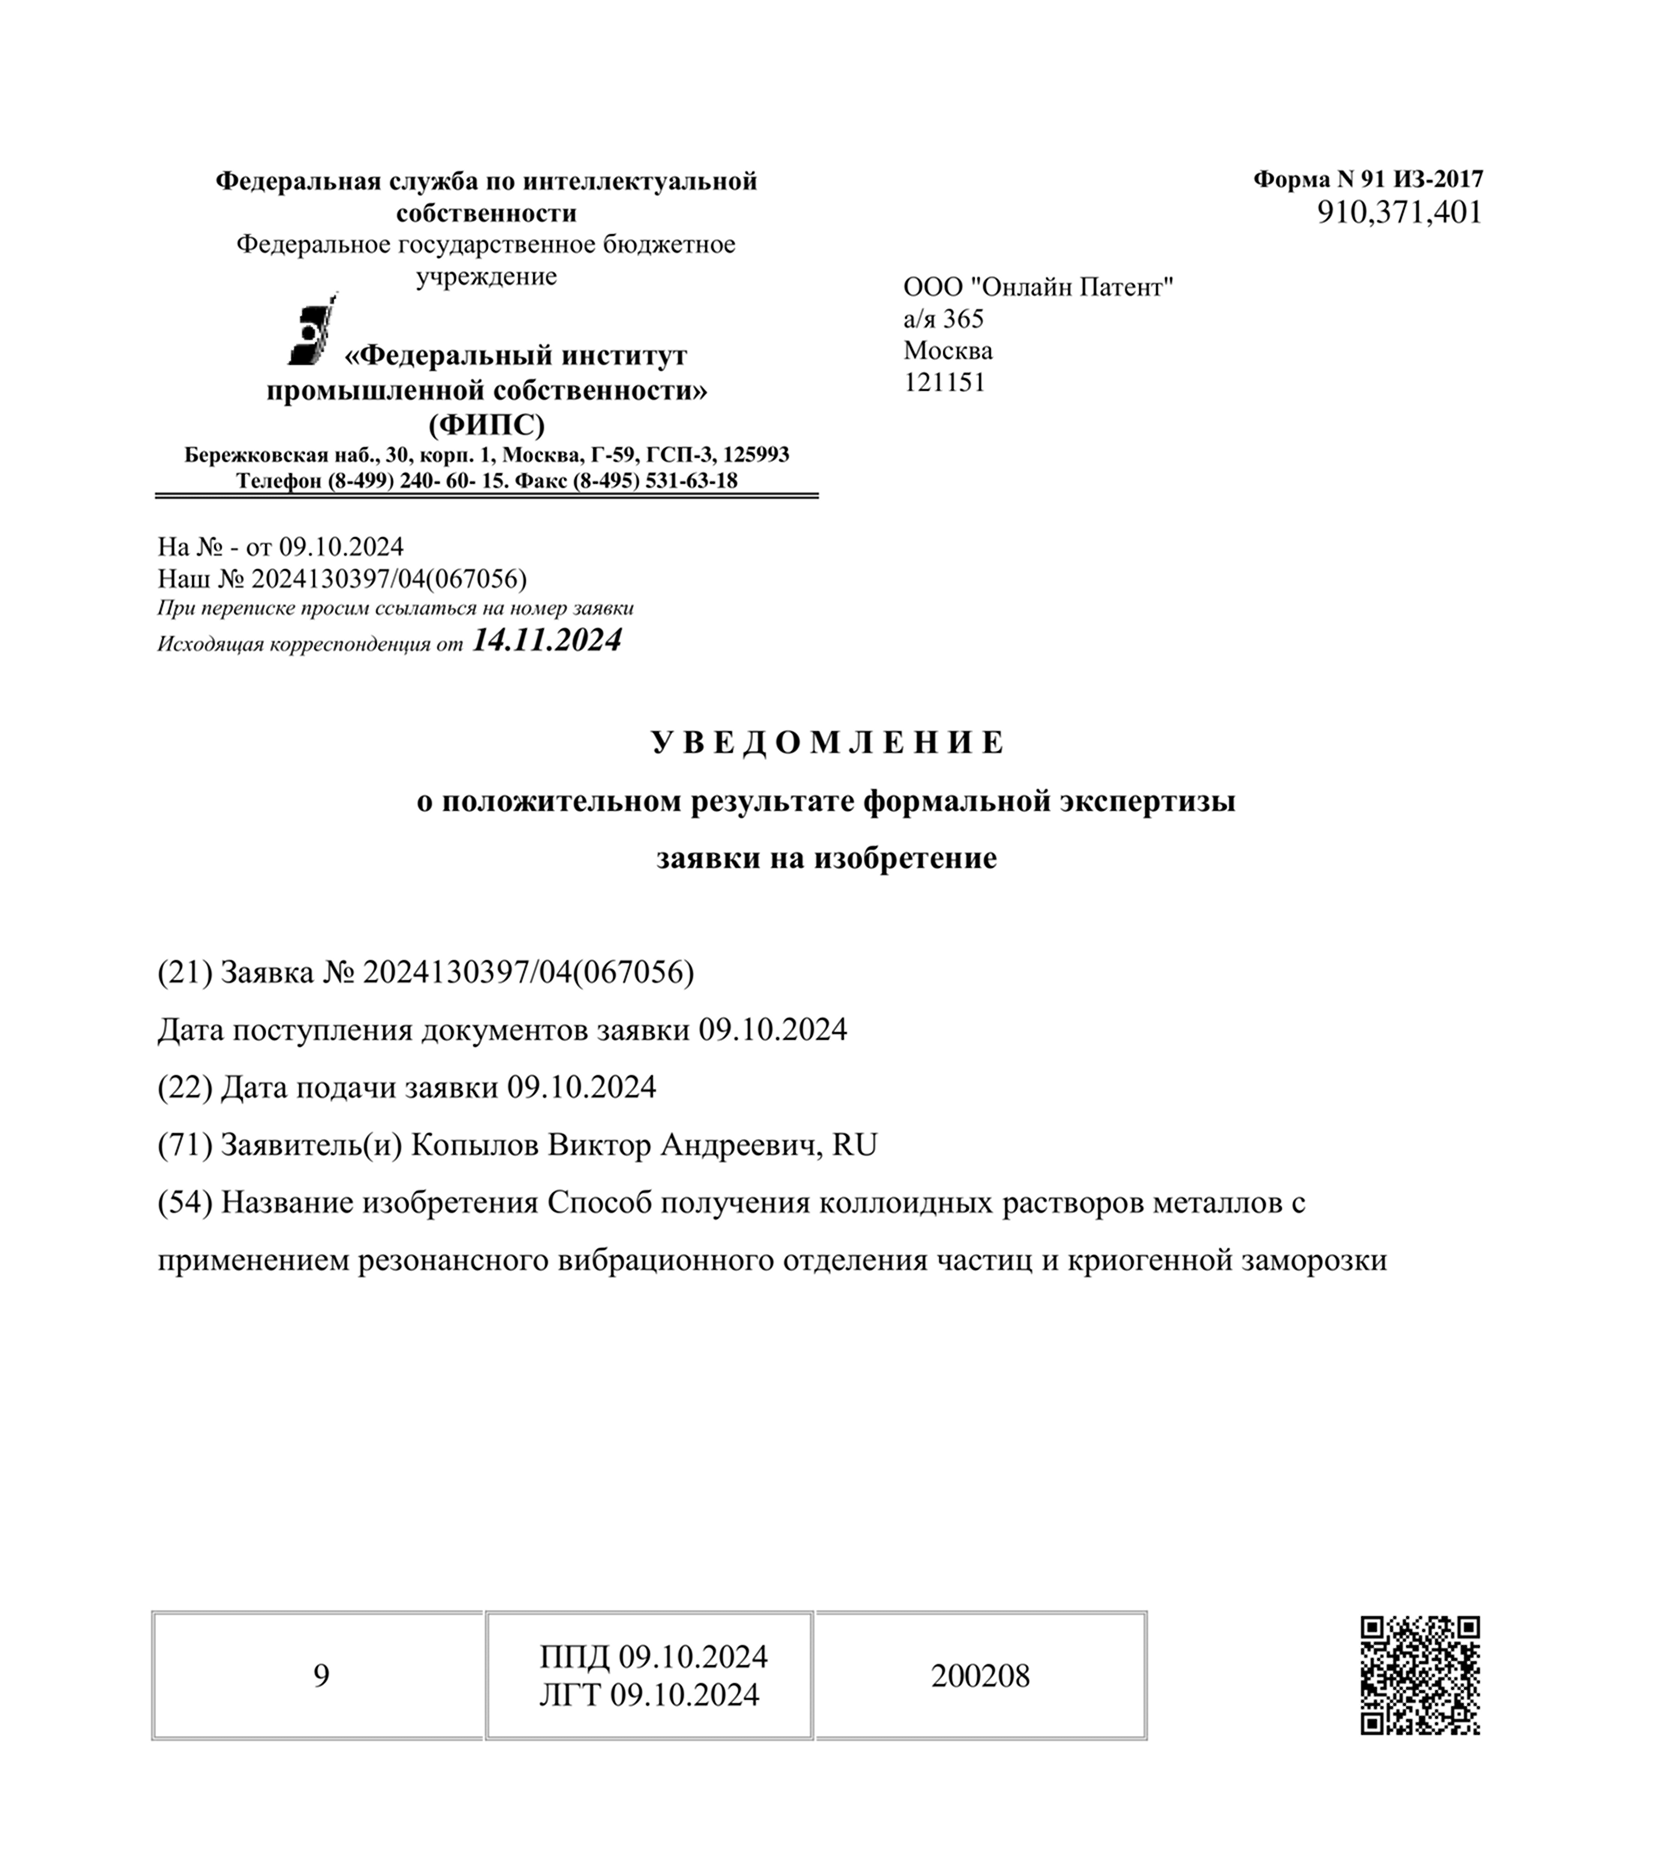 Федеральная служба по интеллектуальной
собственности
Федеральное государственное бюджетное
учреждение
«Федеральный институт
промышленной собственности»
(ФИПС)
Бережковская наб., 30, корп. 1, Москва, Г-59, ГСП-3, 125993
Телефон (8-499) 240- 60- 15. Факс (8-495) 531-63-18
Форма N 91 ИЗ-2017
910,371,401
ООО "Онлайн Патент"
а/я 365
Москва
121151
На № - от 09.10.2024
Наш № 2024130397/04(067056)
При переписке просим ссылаться на номер заявки
Исходящая корреспонденция от 14.11.2024
У В Е Д О М Л Е Н И Е
о положительном результате формальной экспертизы
заявки на изобретение
(21) Заявка № 2024130397/04(067056)
Дата поступления документов заявки 09.10.2024
(22) Дата подачи заявки 09.10.2024
(71) Заявитель(и) Копылов Виктор Андреевич, RU
(54) Название изобретения Способ получения коллоидных растворов металлов с
применением резонансного вибрационного отделения частиц и криогенной заморозки
9
ППД 09.10.2024
ЛГТ 09.10.2024
200208